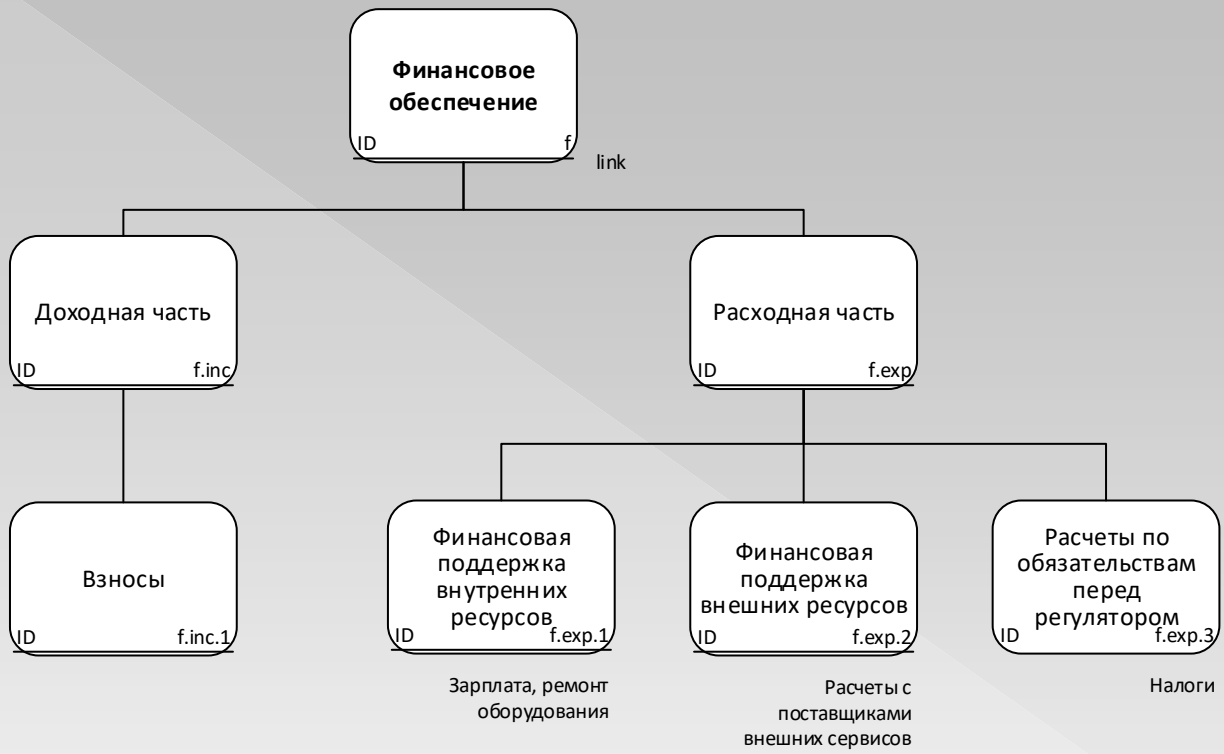 Финансовое
обеспечение
ID f
link
Доходная часть
ID f.inc
Расходная часть
ID f.exp
Взносы
ID f.inc.1
Финансовая
поддержка
внутренних
ресурсов
ID f.exp.1
Финансовая
поддержка
внешних ресурсов
ID f.exp.2
Расчеты по
обязательствам
перед
регулятором
ID f.exp.3
Зарплата, ремонт
оборудования
Расчеты с
поставщиками
внешних сервисов
Налоги